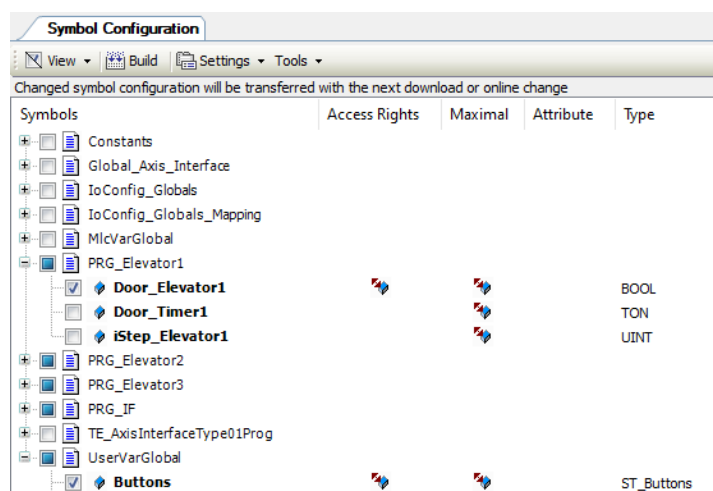 Symbol Configuration
View Build Settings Tools
Changed symbol configuration will be transferred with the next download or online change
Symbols Access Rights Maximal Attribute Type
Constants
Global_Axis_Interface
IoConfig_Globals
IoConfig_Globals_Mapping
MlcVarGlobal
PRG_Elevator1
Door_Elevator1 BOOL
Door_Timer1 TON
iStep_Elevator1 UINT
PRG_Elevator2
PRG_Elevator3
PRG_IF
TE_AxisInterfaceType01Prog
UserVarGlobal
Buttons ST_Buttons